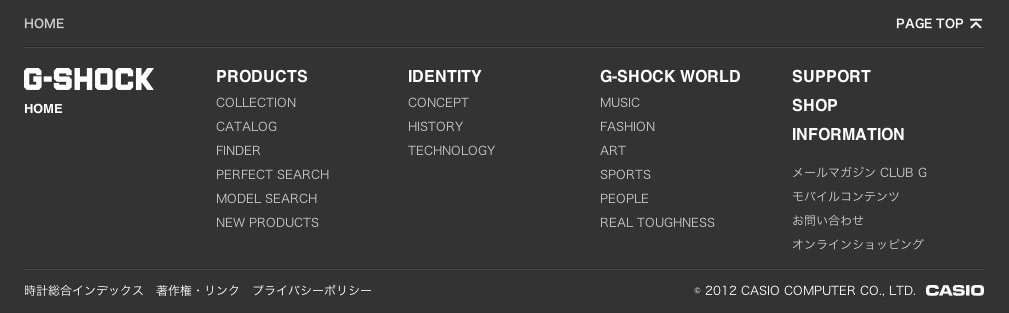 HOME
PAGE TOP
G-SHOCK
HOME
PRODUCTS
COLLECTION
CATALOG
FINDER
PERFECT SEARCH
MODEL SEARCH
NEW PRODUCTS
IDENTITY
CONCEPT
HISTORY
TECHNOLOGY
G-SHOCK WORLD
MUSIC
FASHION
ART
SPORTS
PEOPLE
REAL TOUGHNESS
SUPPORT
SHOP
INFORMATION
メールマガジン CLUB G
モバイルコンテンツ
お問い合わせ
オンラインショッピング
時計総合インデックス 著作権・リンク プライバシーポリシー
© 2012 CASIO COMPUTER CO., LTD. CASIO